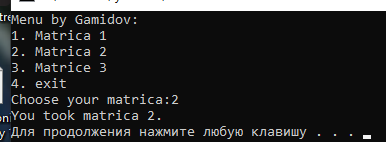 Menu by Gamidov:
1. Matrica 1
2. Matrica 2
3. Matrice 3
4. exit
Choose your matrica:2
You took matrica 2.
Для продолжения нажмите любую клавишу . . .